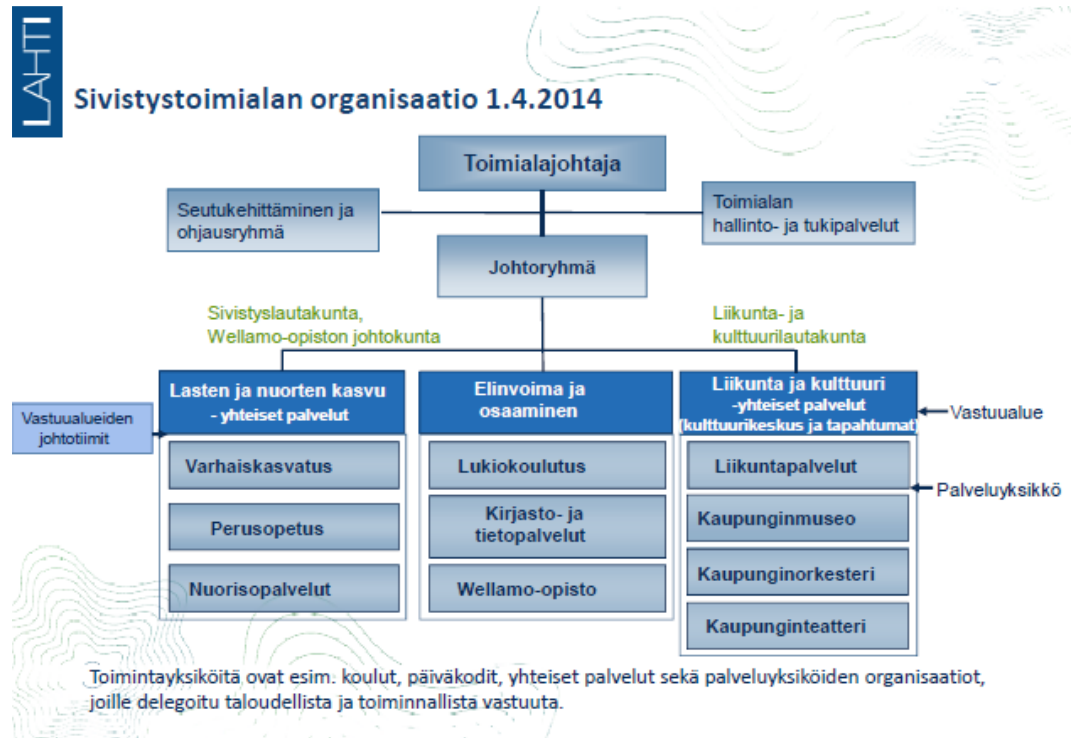 LAHTI
Sivistystoimialan organisaatio 1.4.2014
Toimialajohtaja
Seutukehittäminen ja
ohjausryhmä
Toimialan
hallinto- ja tukipalvelut
Johtoryhmä
Sivistyslautakunta,
Wellamo-opiston johtokunta
Liikunta- ja
kulttuurilautakunta
Lasten ja nuorten kasvu
- yhteiset palvelut
Elinvoima ja
osaaminen
Liikunta ja kulttuuri
-yhteiset palvelut
(kulttuurikeskus ja tapahtumat)
Vastuualue
Vastuualueiden
johtotiimit
Varhaiskasvatus
Perusopetus
Nuorisopalvelut
Lukiokoulutus
Kirjasto- ja
tietopalvelut
Wellamo-opisto
Liikuntapalvelut
Palveluyksikkö
Kaupunginmuseo
Kaupunginorkesteri
Kaupunginteatteri
Toimintayksiköitä ovat esim. koulut, päiväkodit, yhteiset palvelut sekä palveluyksiköiden organisaatiot,
joille delegoitu taloudellista ja toiminnallista vastuuta.